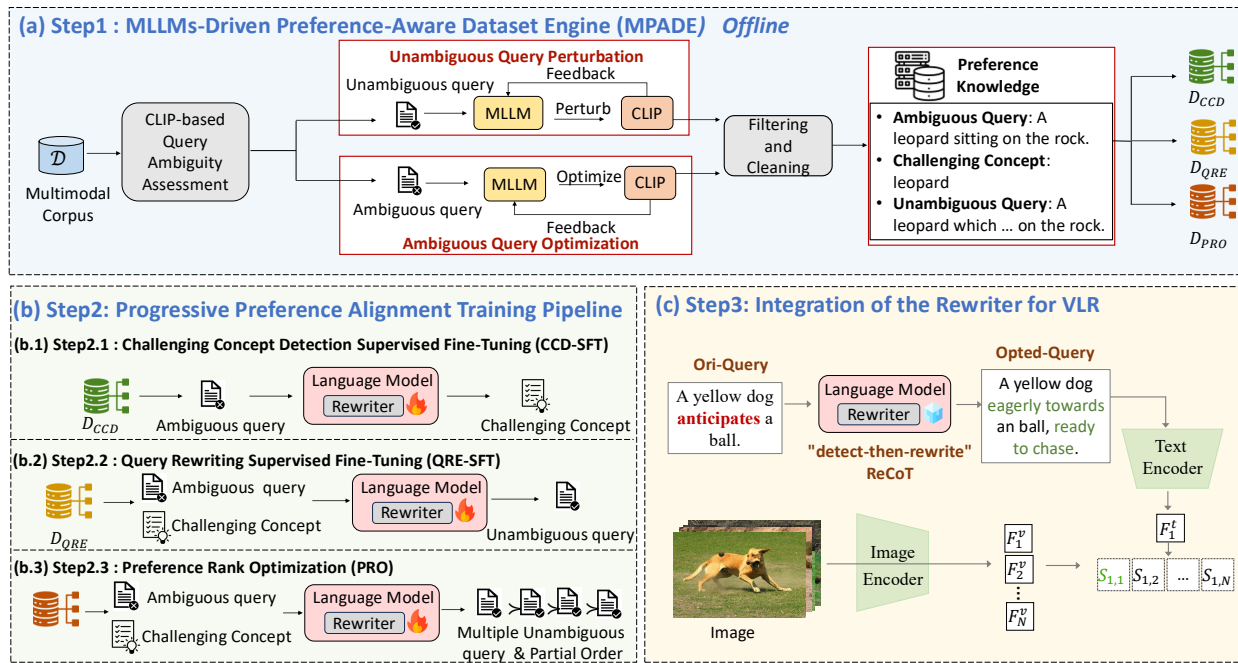 (a) Step1 : MLLMs-Driven Preference-Aware Dataset Engine (MPADE) Offline
Multimodal
Corpus
𝒟
CLIP-based
Query
Ambiguity
Assessment
Unambiguous Query Perturbation
Unambiguous query
Feedback
MLLM
Perturb
CLIP
Ambiguous query
MLLM
Optimize
CLIP
Feedback
Ambiguous Query Optimization
Filtering
and
Cleaning
Preference
Knowledge
• Ambiguous Query: A
leopard sitting on the rock.
• Challenging Concept:
leopard
• Unambiguous Query: A
leopard which … on the rock.
D_CCD
D_QRE
D_PRO
(b) Step2: Progressive Preference Alignment Training Pipeline
(b.1) Step2.1 : Challenging Concept Detection Supervised Fine-Tuning (CCD-SFT)
D_CCD
Ambiguous query
Language Model
Rewriter
Challenging Concept
(b.2) Step2.2 : Query Rewriting Supervised Fine-Tuning (QRE-SFT)
D_QRE
Ambiguous query
Challenging Concept
Language Model
Rewriter
Unambiguous query
(b.3) Step2.3 : Preference Rank Optimization (PRO)
Ambiguous query
Challenging Concept
Language Model
Rewriter
≻ ≻ ≻
Multiple Unambiguous
query & Partial Order
(c) Step3: Integration of the Rewriter for VLR
Ori-Query
A yellow dog
anticipates a
ball.
Language Model
Rewriter
"detect-then-rewrite"
ReCoT
Opted-Query
A yellow dog
eagerly towards
an ball, ready
to chase.
Text
Encoder
F_1^t
Image
Image
Encoder
F_1^v
F_2^v
⋮
F_N^v
S_{1,1} S_{1,2} … S_{1,N}